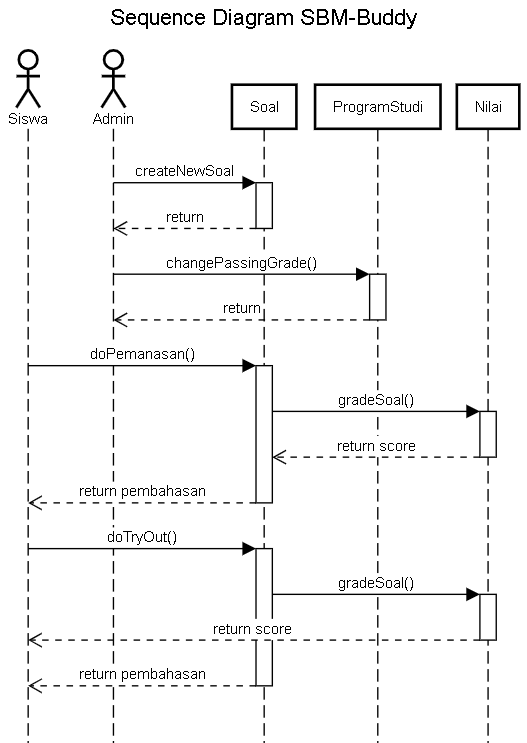 Sequence Diagram SBM-Buddy
Siswa
Admin
Soal
ProgramStudi
Nilai
createNewSoal
return
changePassingGrade()
return
doPemanasan()
gradeSoal()
return score
return pembahasan
doTryOut()
gradeSoal()
return score
return pembahasan